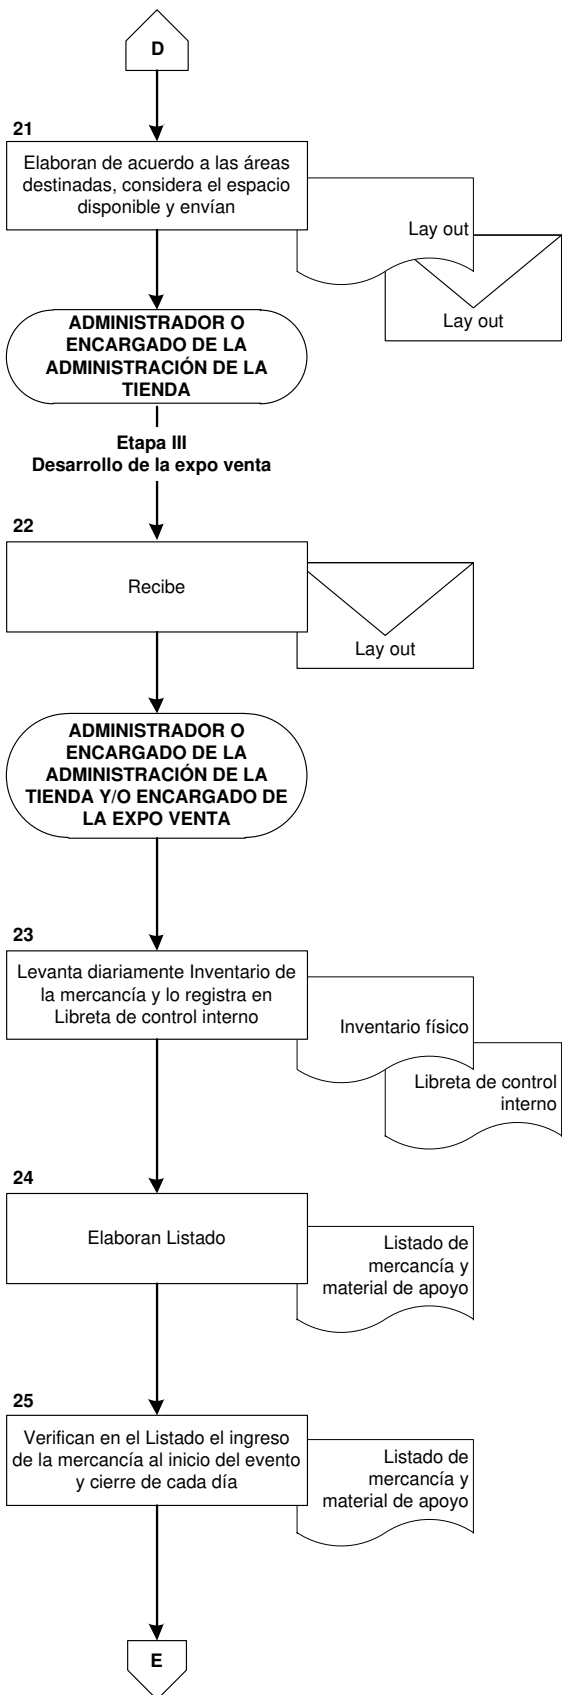 D
21
Elaboran de acuerdo a las áreas
destinadas, considera el espacio
disponible y envían
Lay out
Lay out
ADMINISTRADOR O
ENCARGADO DE LA
ADMINISTRACIÓN DE LA
TIENDA
Etapa III
Desarrollo de la expo venta
22
Recibe
Lay out
ADMINISTRADOR O
ENCARGADO DE LA
ADMINISTRACIÓN DE LA
TIENDA Y/O ENCARGADO DE
LA EXPO VENTA
23
Levanta diariamente Inventario de
la mercancía y lo registra en
Libreta de control interno
Inventario físico
Libreta de control
interno
24
Elaboran Listado
Listado de
mercancía y
material de apoyo
25
Verifican en el Listado el ingreso
de la mercancía al inicio del evento
y cierre de cada día
Listado de
mercancía y
material de apoyo
E